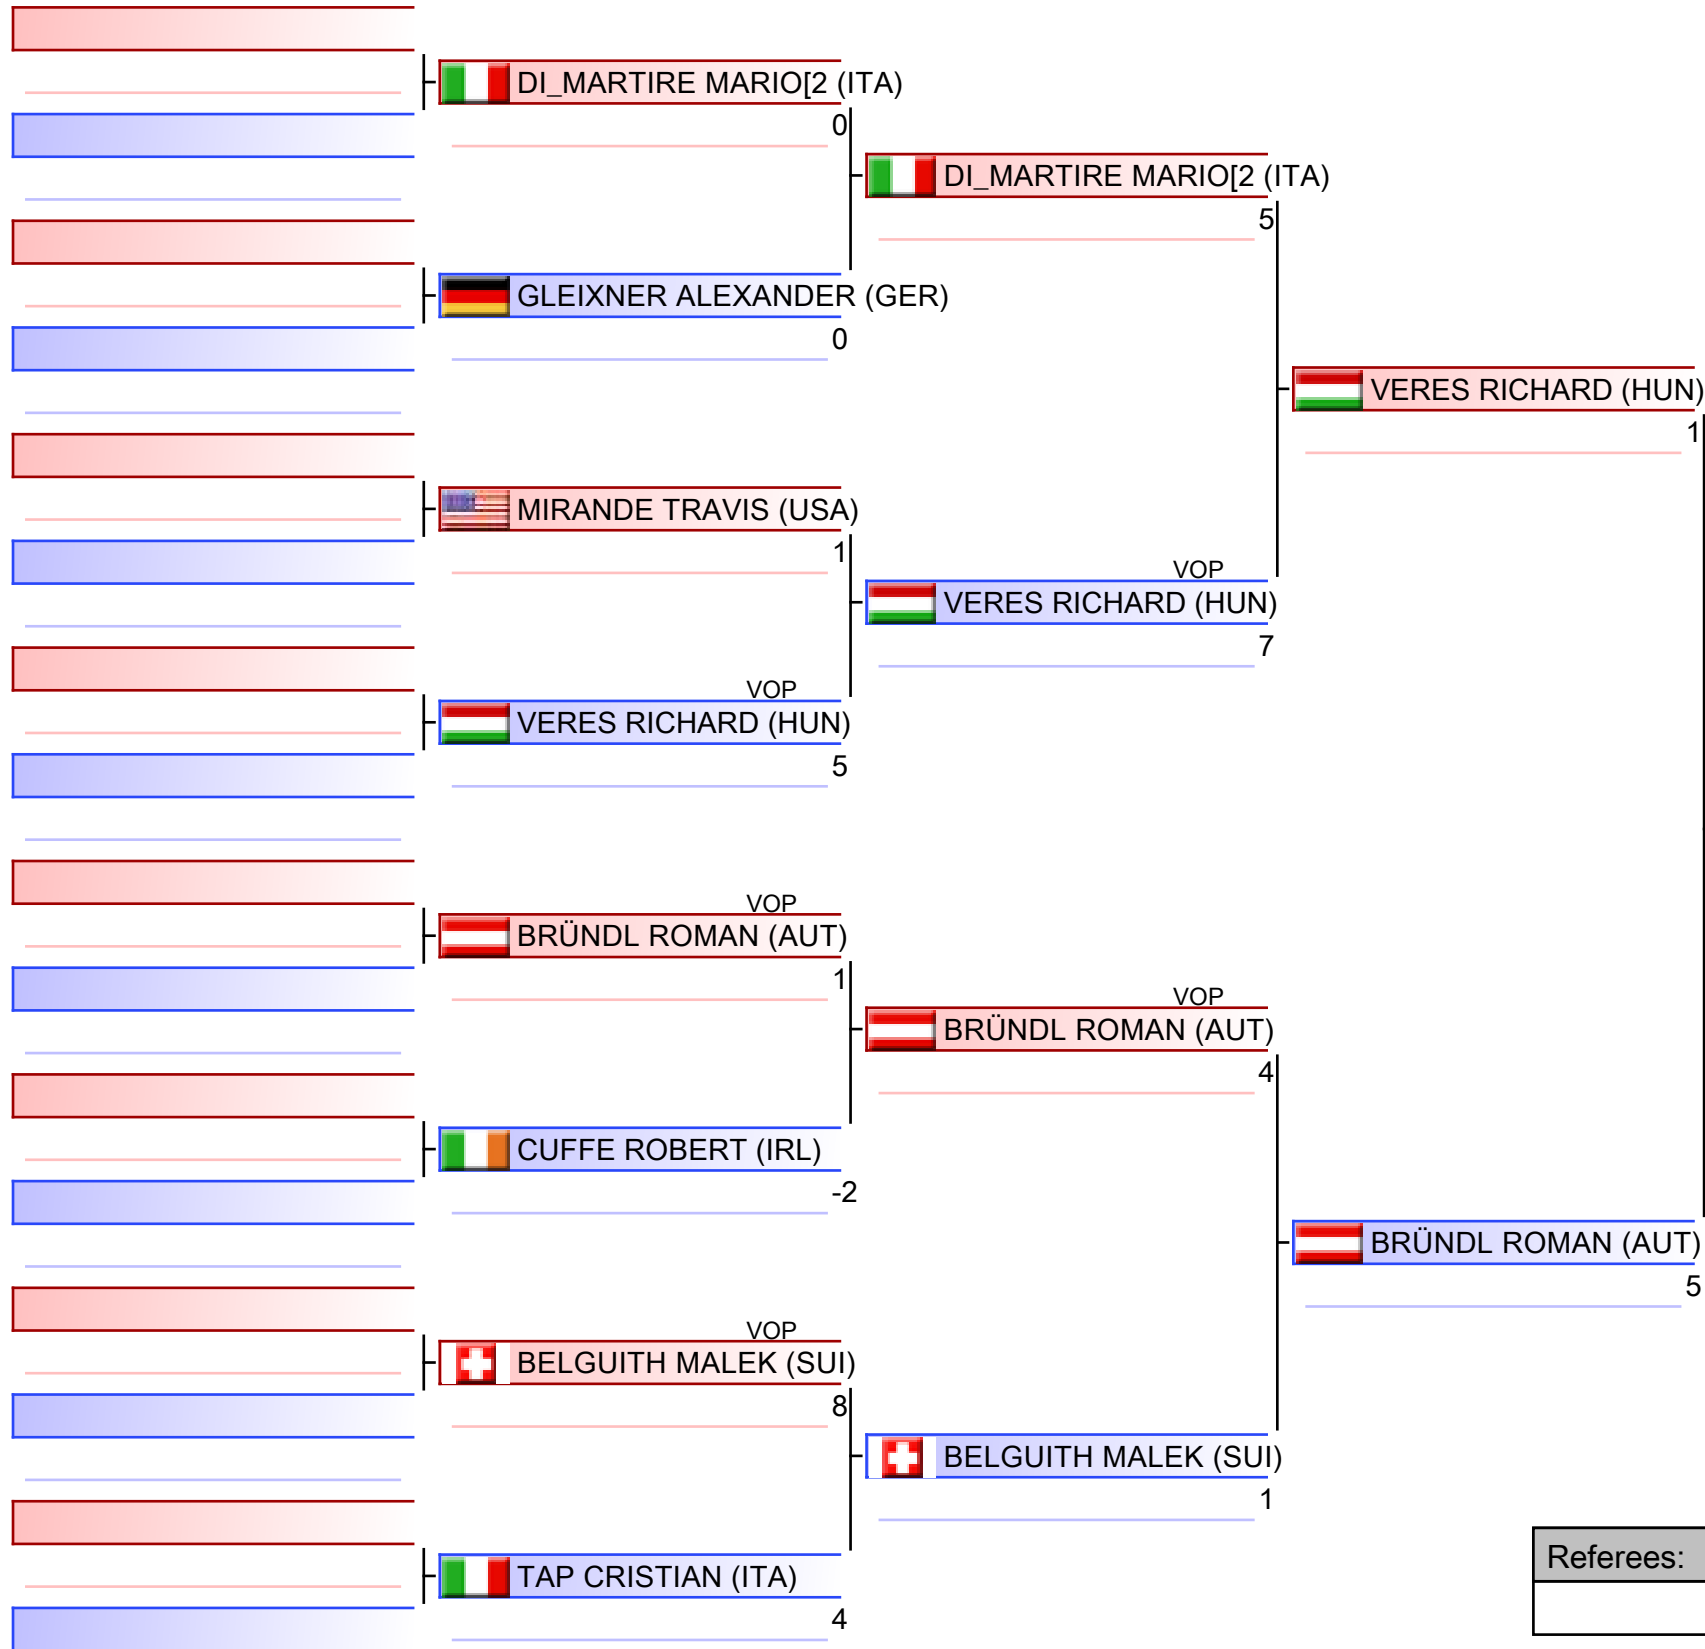 DI_MARTIRE MARIO[2 (ITA)
0
GLEIXNER ALEXANDER (GER)
0
MIRANDE TRAVIS (USA)
1
VOP
VERES RICHARD (HUN)
5
VOP
BRÜNDL ROMAN (AUT)
1
CUFFE ROBERT (IRL)
-2
VOP
BELGUITH MALEK (SUI)
8
TAP CRISTIAN (ITA)
4
DI_MARTIRE MARIO[2 (ITA)
5
VOP
VERES RICHARD (HUN)
7
VOP
BRÜNDL ROMAN (AUT)
4
BELGUITH MALEK (SUI)
1
VERES RICHARD (HUN)
1
BRÜNDL ROMAN (AUT)
5
Referees: